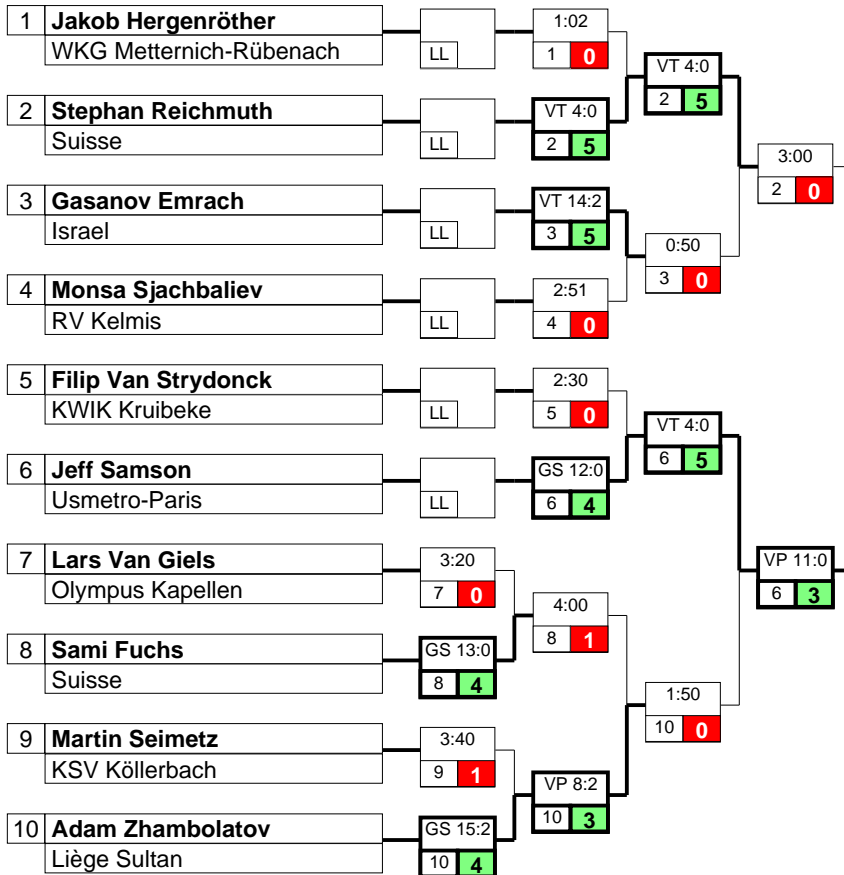 1 Jakob Hergenröther
WKG Metternich-Rübenach
LL
1:02
1 0
VT 4:0
2 5
2 Stephan Reichmuth
Suisse
LL
VT 4:0
2 5
3:00
2 0
3 Gasanov Emrach
Israel
LL
VT 14:2
3 5
0:50
3 0
4 Monsa Sjachbaliev
RV Kelmis
LL
2:51
4 0
5 Filip Van Strydonck
KWIK Kruibeke
LL
2:30
5 0
VT 4:0
6 5
6 Jeff Samson
Usmetro-Paris
LL
GS 12:0
6 4
7 Lars Van Giels
Olympus Kapellen
3:20
7 0
VP 11:0
6 3
4:00
8 1
8 Sami Fuchs
Suisse
GS 13:0
8 4
1:50
10 0
9 Martin Seimetz
KSV Köllerbach
3:40
9 1
VP 8:2
10 3
10 Adam Zhambolatov
Liège Sultan
GS 15:2
10 4